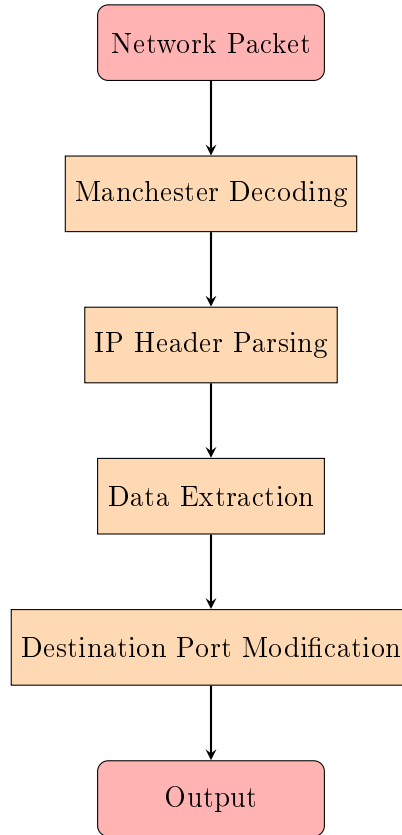 Network Packet
Manchester Decoding
IP Header Parsing
Data Extraction
Destination Port Modification
Output